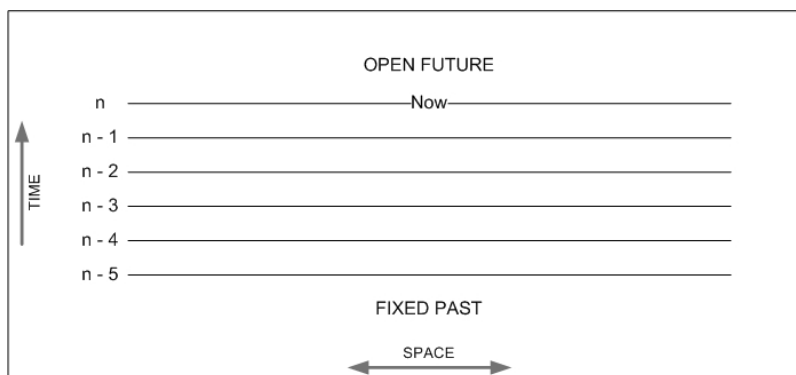 OPEN FUTURE
n Now
n - 1
n - 2
n - 3
n - 4
n - 5
TIME
FIXED PAST
SPACE